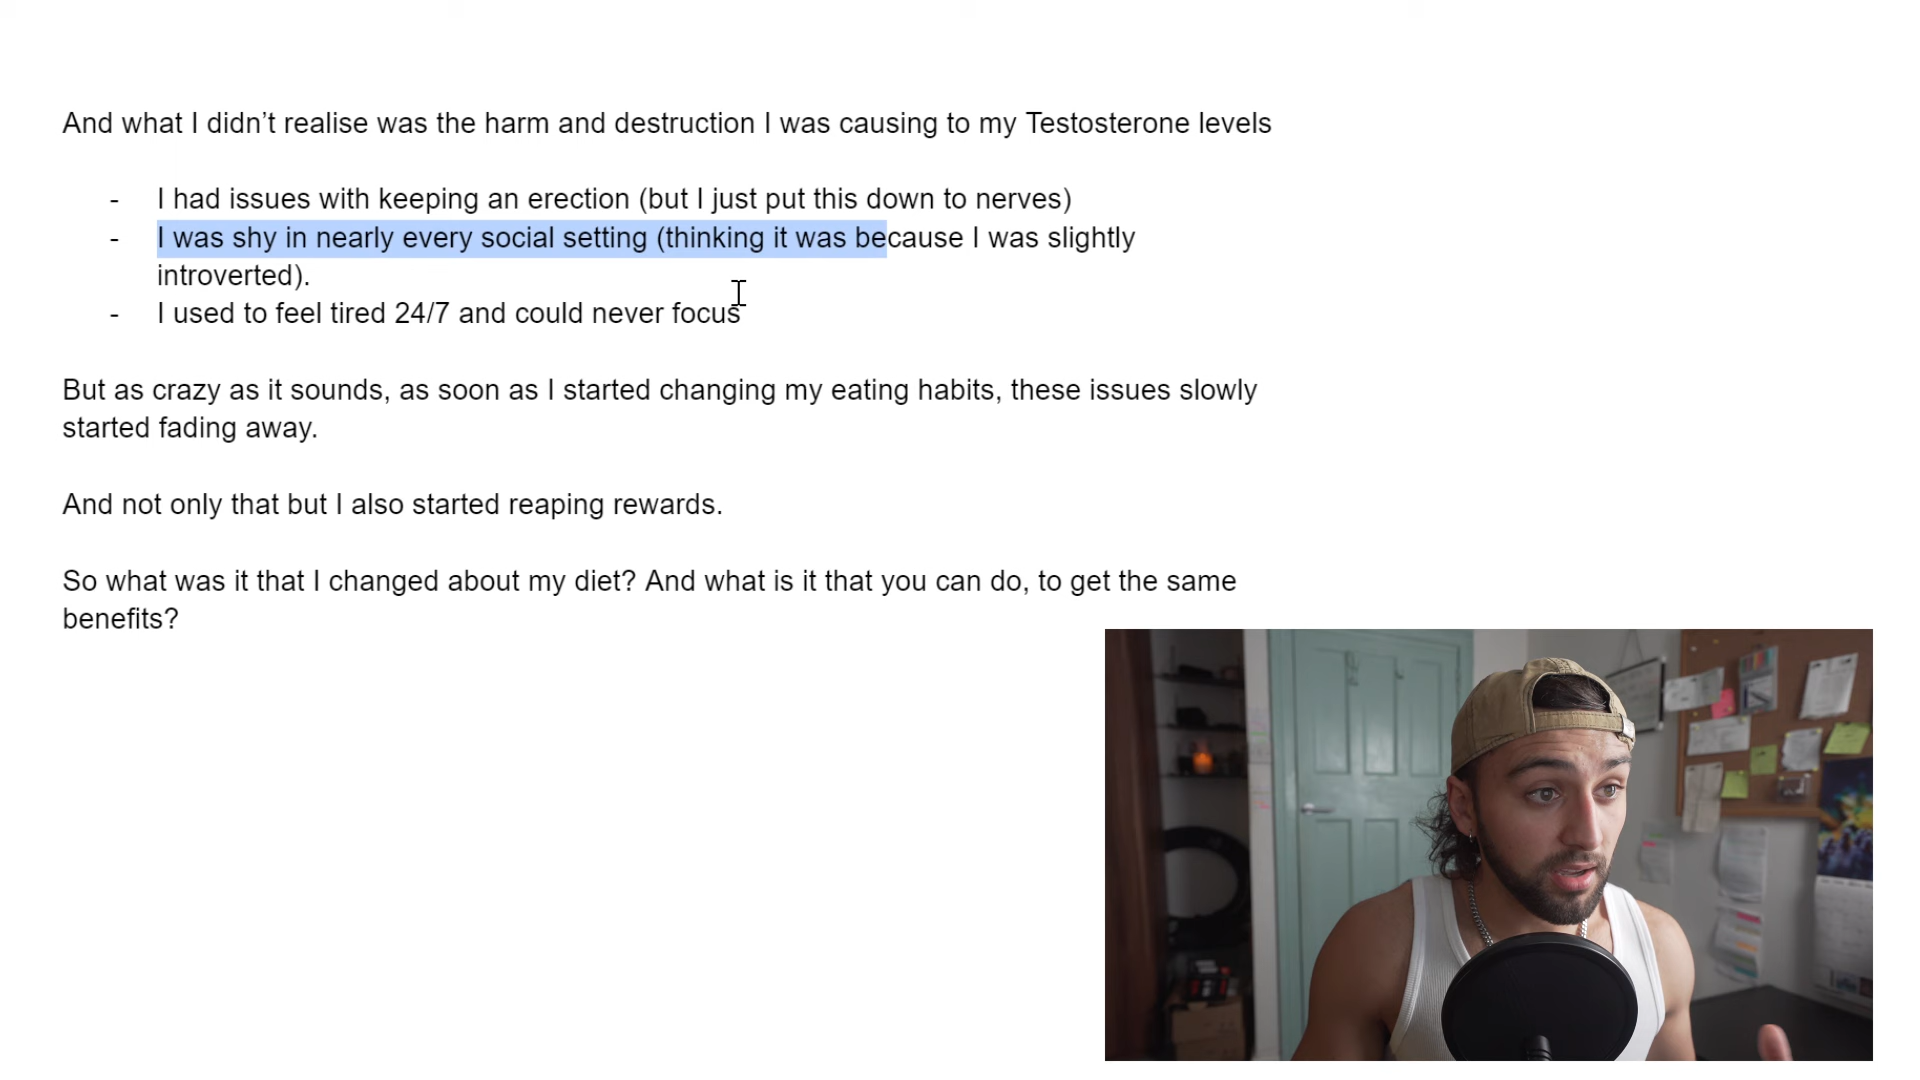 And what I didn’t realise was the harm and destruction I was causing to my Testosterone levels
- I had issues with keeping an erection (but I just put this down to nerves)
- I was shy in nearly every social setting (thinking it was because I was slightly
introverted).
- I used to feel tired 24/7 and could never focus
But as crazy as it sounds, as soon as I started changing my eating habits, these issues slowly
started fading away.
And not only that but I also started reaping rewards.
So what was it that I changed about my diet? And what is it that you can do, to get the same
benefits?